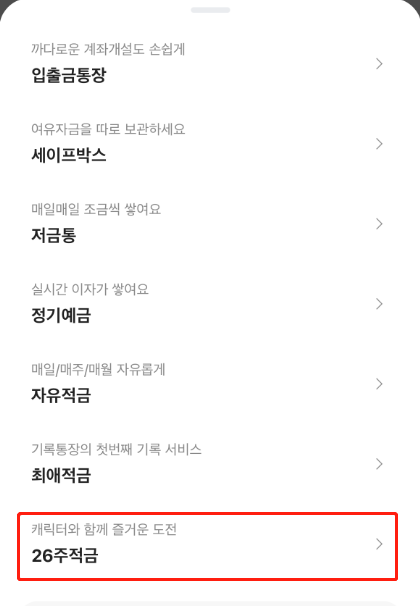 까다로운 계좌개설도 손쉽게
입출금통장
여유자금을 따로 보관하세요
세이프박스
매일매일 조금씩 쌓여요
저금통
실시간 이자가 쌓여요
정기예금
매일/매주/매월 자유롭게
자유적금
기록통장의 첫번째 기록 서비스
최애적금
캐릭터와 함께 즐거운 도전
26주적금